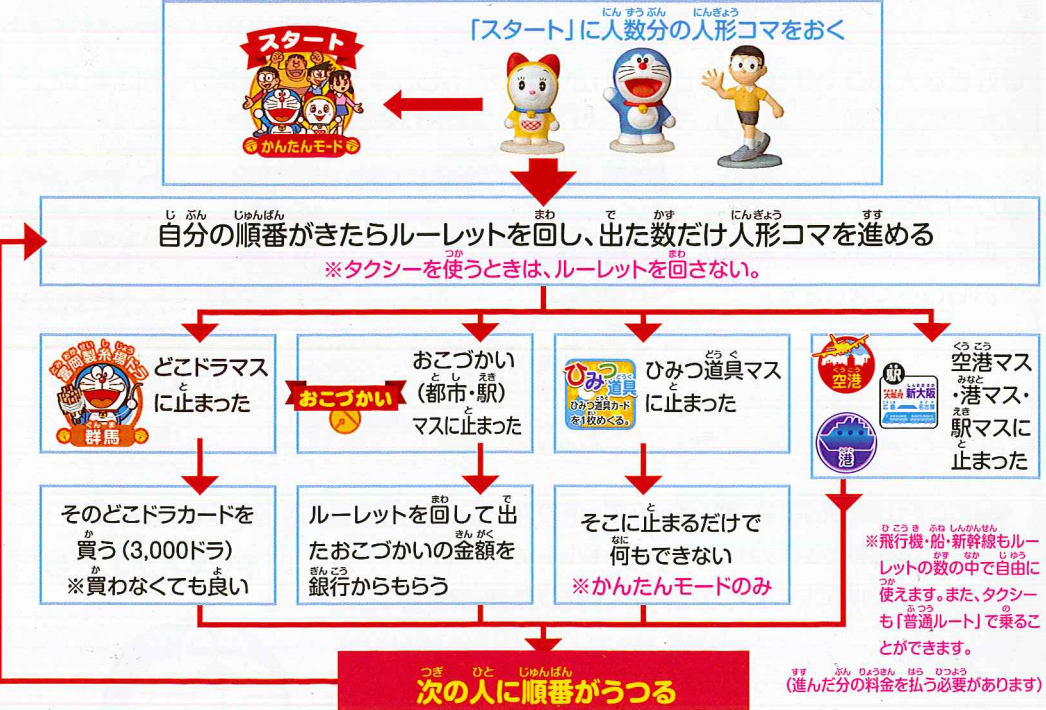 「スタート」に人数分の人形コマをおく
スタート
かんたんモード
自分の順番がきたらルーレットを回し、出た数だけ人形コマを進める
※タクシーを使うときは、ルーレットを回さない。
富岡製糸場ドラ
群馬
どこドラマス
に止まった
おこづかい
おこづかい
(都市・駅)
マスに止まった
ひみつ道具
ひみつ道具カード
を1枚めくる。
ひみつ道具マス
に止まった
空港
駅
新大阪
名古屋
港
空港マス
・港マス・
駅マスに
止まった
そのどこドラカードを
買う(3,000ドラ)
※買わなくても良い
ルーレットを回して出
たおこづかいの金額を
銀行からもらう
そこに止まるだけで
何もできない
※かんたんモードのみ
※飛行機・船・新幹線もルー
レットの数の中で自由に
使えます。また、タクシー
も「普通ルート」で乗るこ
とができます。
(進んだ分の料金を払う必要があります)
次の人に順番がうつる